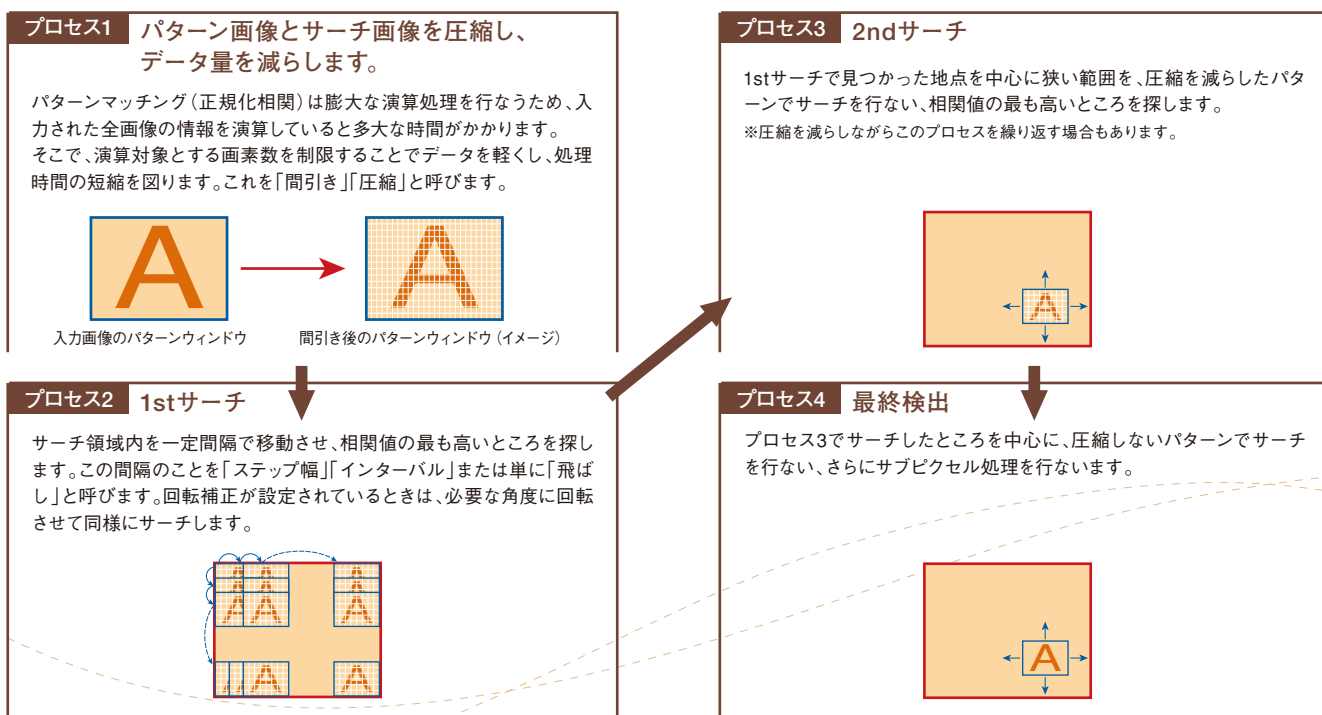 プロセス1 パターン画像とサーチ画像を圧縮し、
データ量を減らします。
パターンマッチング(正規化相関)は膨大な演算処理を行なうため、入
力された全画像の情報を演算していると多大な時間がかかります。
そこで、演算対象とする画素数を制限することでデータを軽くし、処理
時間の短縮を図ります。これを「間引き」「圧縮」と呼びます。
A
A
入力画像のパターンウィンドウ
間引き後のパターンウィンドウ(イメージ)
プロセス2 1stサーチ
サーチ領域内を一定間隔で移動させ、相関値の最も高いところを探し
ます。この間隔のことを「ステップ幅」「インターバル」または単に「飛ば
し」と呼びます。回転補正が設定されているときは、必要な角度に回転
させて同様にサーチします。
A A A
A A A
A A A
A A
プロセス3 2ndサーチ
1stサーチで見つかった地点を中心に狭い範囲を、圧縮を減らしたパタ
ーンでサーチを行ない、相関値の最も高いところを探します。
※圧縮を減らしながらこのプロセスを繰り返す場合もあります。
A
プロセス4 最終検出
プロセス3でサーチしたところを中心に、圧縮しないパターンでサーチ
を行ない、さらにサブピクセル処理を行ないます。
A